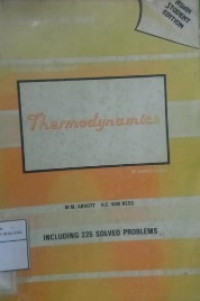 ASIAN
STUDENT
EDITION
Thermodynamics
M.M. ABBOTT H.C. VAN NESS
INCLUDING 225 SOLVED PROBLEMS